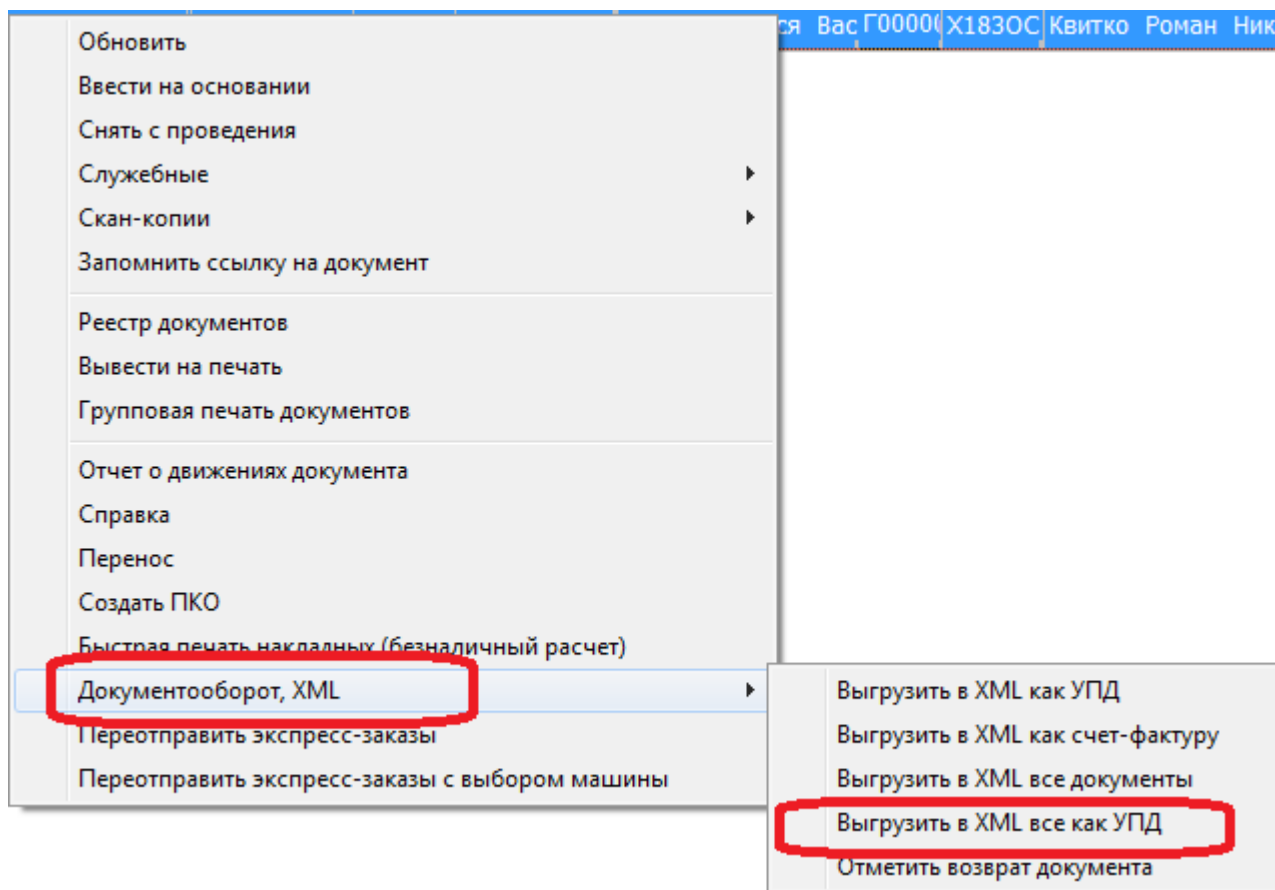 ся Вас Г0000 Х183ОС Квитко Роман Ник
Обновить
Ввести на основании
Снять с проведения
Служебные
Скан-копии
Запомнить ссылку на документ
Реестр документов
Вывести на печать
Групповая печать документов
Отчет о движениях документа
Справка
Перенос
Создать ПКО
Быстрая печать накладных (безналичный расчет)
Документооборот, XML
Переотправить экспресс-заказы
Переотправить экспресс-заказы с выбором машины
Выгрузить в XML как УПД
Выгрузить в XML как счет-фактуру
Выгрузить в XML все документы
Выгрузить в XML все как УПД
Отметить возврат документа